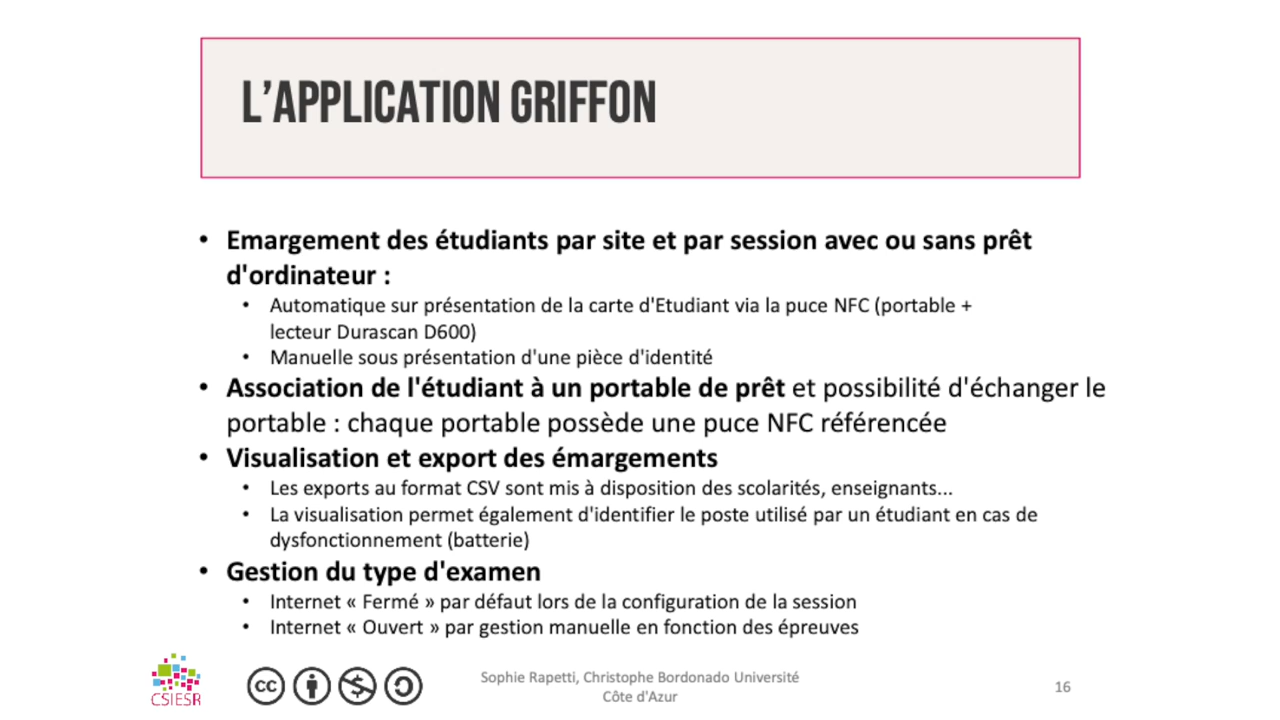 L'APPLICATION GRIFFON
• Emargement des étudiants par site et par session avec ou sans prêt
d'ordinateur :
• Automatique sur présentation de la carte d'Etudiant via la puce NFC (portable +
lecteur Durascan D600)
• Manuelle sous présentation d'une pièce d'identité
• Association de l'étudiant à un portable de prêt et possibilité d'échanger le
portable : chaque portable possède une puce NFC référencée
• Visualisation et export des émargements
• Les exports au format CSV sont mis à disposition des scolarités, enseignants...
• La visualisation permet également d'identifier le poste utilisé par un étudiant en cas de
dysfonctionnement (batterie)
• Gestion du type d'examen
• Internet « Fermé » par défaut lors de la configuration de la session
• Internet « Ouvert » par gestion manuelle en fonction des épreuves
CSIESR
cc
Sophie Rapetti, Christophe Bordonado Université
Côte d'Azur
16